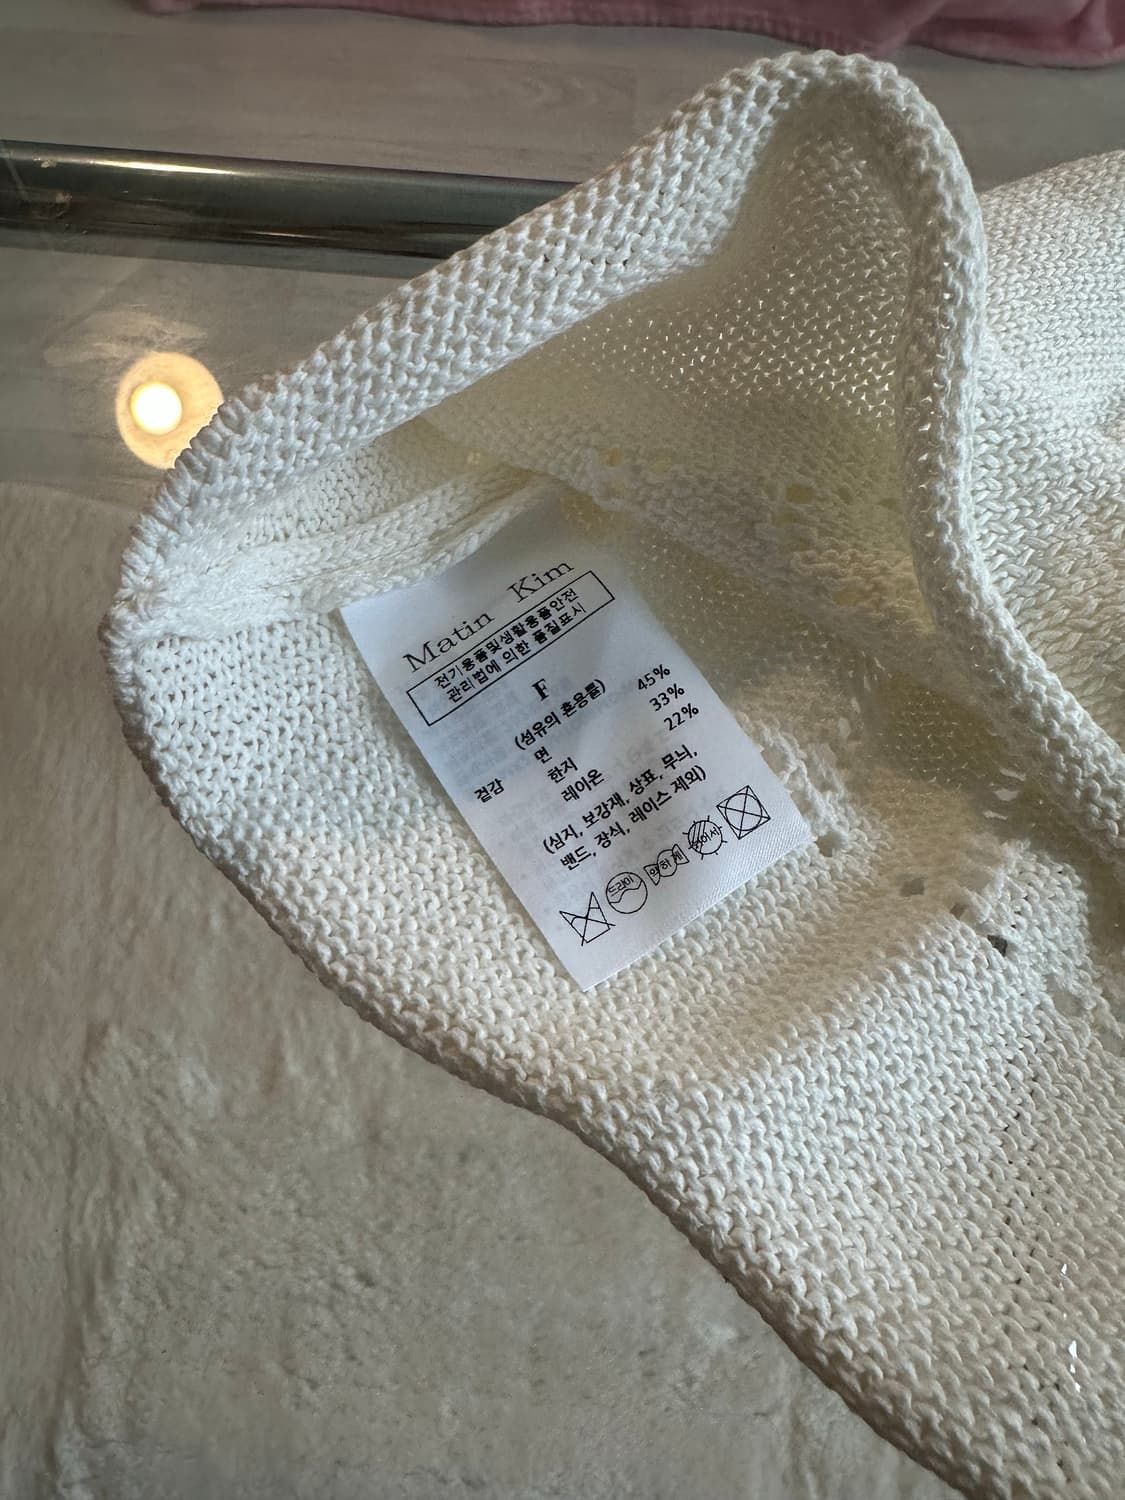 Matin Kim
전기용품및생활용품안전
관리법에 의한 품질표시
F
(섬유의 혼용률)
겉감 면 45%
한지 33%
레이온 22%
(심지, 보강재, 상표, 무늬,
밴드, 장식, 레이스 제외)
드라이 약하게